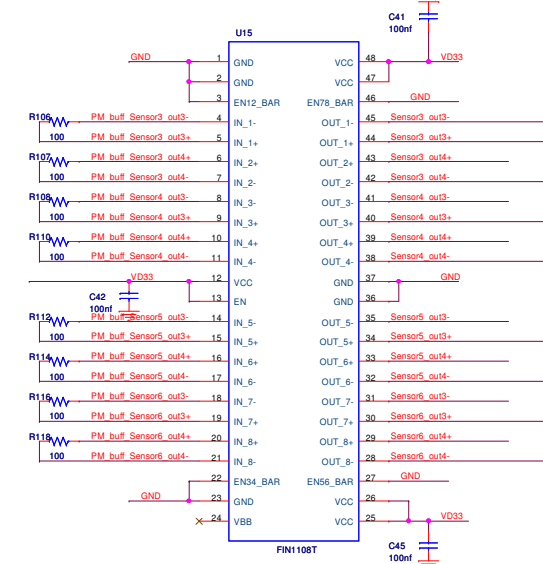 C41
100nf
U15
GND 1 GND VCC 48 VD33
2 GND VCC 47
3 EN12_BAR EN78_BAR 46 GND
R106 PM_buff_Sensor3_out3- 4 IN_1- OUT_1- 45 Sensor3_out3-
100 PM_buff_Sensor3_out3+ 5 IN_1+ OUT_1+ 44 Sensor3_out3+
R107 PM_buff_Sensor3_out4+ 6 IN_2+ OUT_2+ 43 Sensor3_out4+
100 PM_buff_Sensor3_out4- 7 IN_2- OUT_2- 42 Sensor3_out4-
R108 PM_buff_Sensor4_out3- 8 IN_3- OUT_3- 41 Sensor4_out3-
100 PM_buff_Sensor4_out3+ 9 IN_3+ OUT_3+ 40 Sensor4_out3+
R110 PM_buff_Sensor4_out4+ 10 IN_4+ OUT_4+ 39 Sensor4_out4+
100 PM_buff_Sensor4_out4- 11 IN_4- OUT_4- 38 Sensor4_out4-
VD33 12 VCC GND 37 GND
C42 13 EN GND 36
100nf
R112 PM_buff_Sensor5_out3- 14 IN_5- OUT_5- 35 Sensor5_out3-
100 PM_buff_Sensor5_out3+ 15 IN_5+ OUT_5+ 34 Sensor5_out3+
R114 PM_buff_Sensor5_out4+ 16 IN_6+ OUT_6+ 33 Sensor5_out4+
100 PM_buff_Sensor5_out4- 17 IN_6- OUT_6- 32 Sensor5_out4-
R116 PM_buff_Sensor6_out3- 18 IN_7- OUT_7- 31 Sensor6_out3-
100 PM_buff_Sensor6_out3+ 19 IN_7+ OUT_7+ 30 Sensor6_out3+
R118 PM_buff_Sensor6_out4+ 20 IN_8+ OUT_8+ 29 Sensor6_out4+
100 PM_buff_Sensor6_out4- 21 IN_8- OUT_8- 28 Sensor6_out4-
22 EN34_BAR EN56_BAR 27 GND
GND 23 GND VCC 26
24 VBB VCC 25 VD33
FIN1108T
C45
100nf